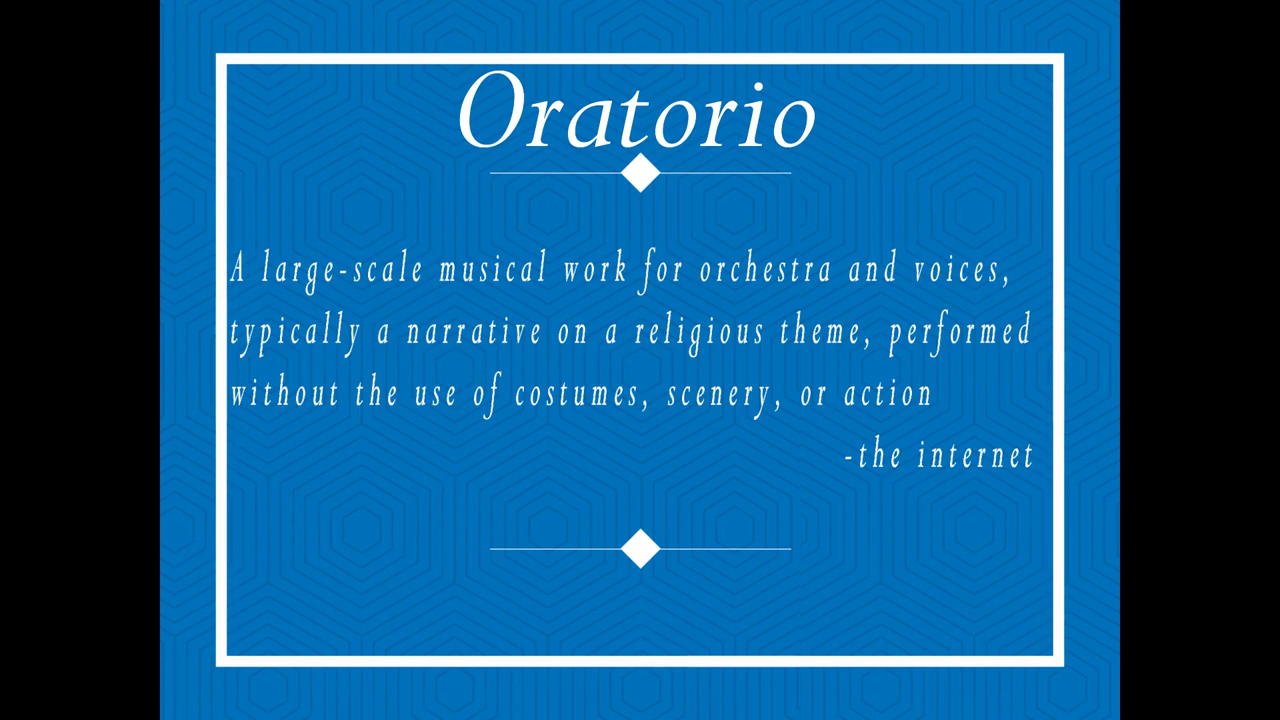 Oratorio
A large-scale musical work for orchestra and voices,
typically a narrative on a religious theme, performed
without the use of costumes, scenery, or action
-the internet